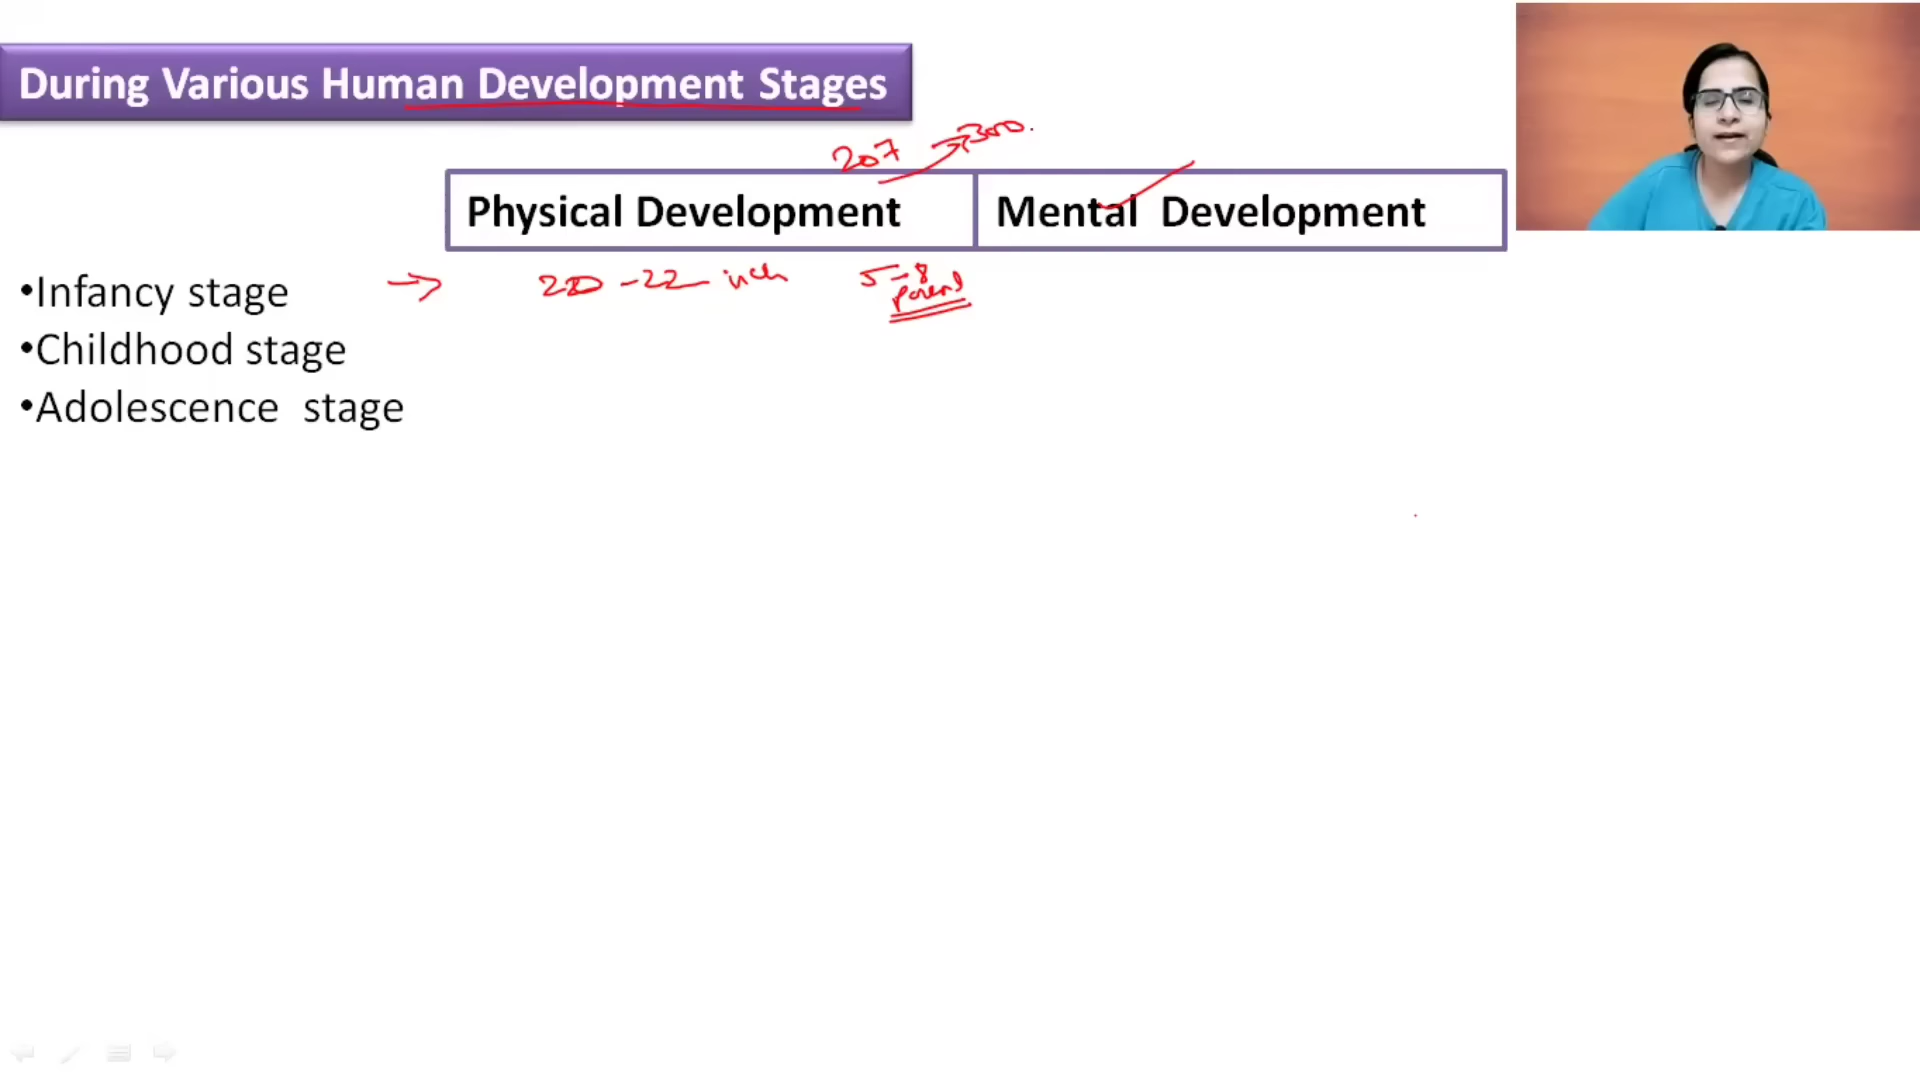 During Various Human Development Stages
207 → 300.
Physical Development Mental Development
•Infancy stage → 20 - 22 inch 5-8
•Childhood stage
•Adolescence stage